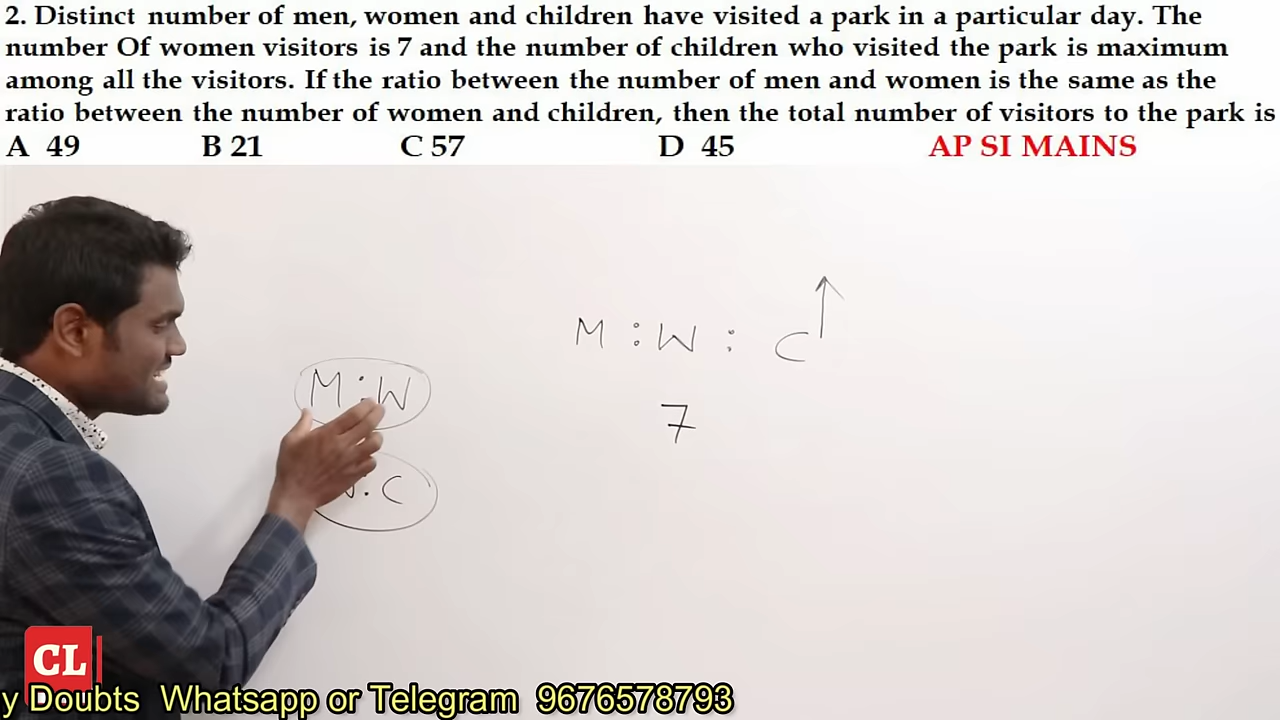 2. Distinct number of men, women and children have visited a park in a particular day. The
number Of women visitors is 7 and the number of children who visited the park is maximum
among all the visitors. If the ratio between the number of men and women is the same as the
ratio between the number of women and children, then the total number of visitors to the park is
A 49 B 21 C 57 D 45 AP SI MAINS
M : W : C
7
M : W
: C
CL
y Doubts Whatsapp or Telegram 9676578793